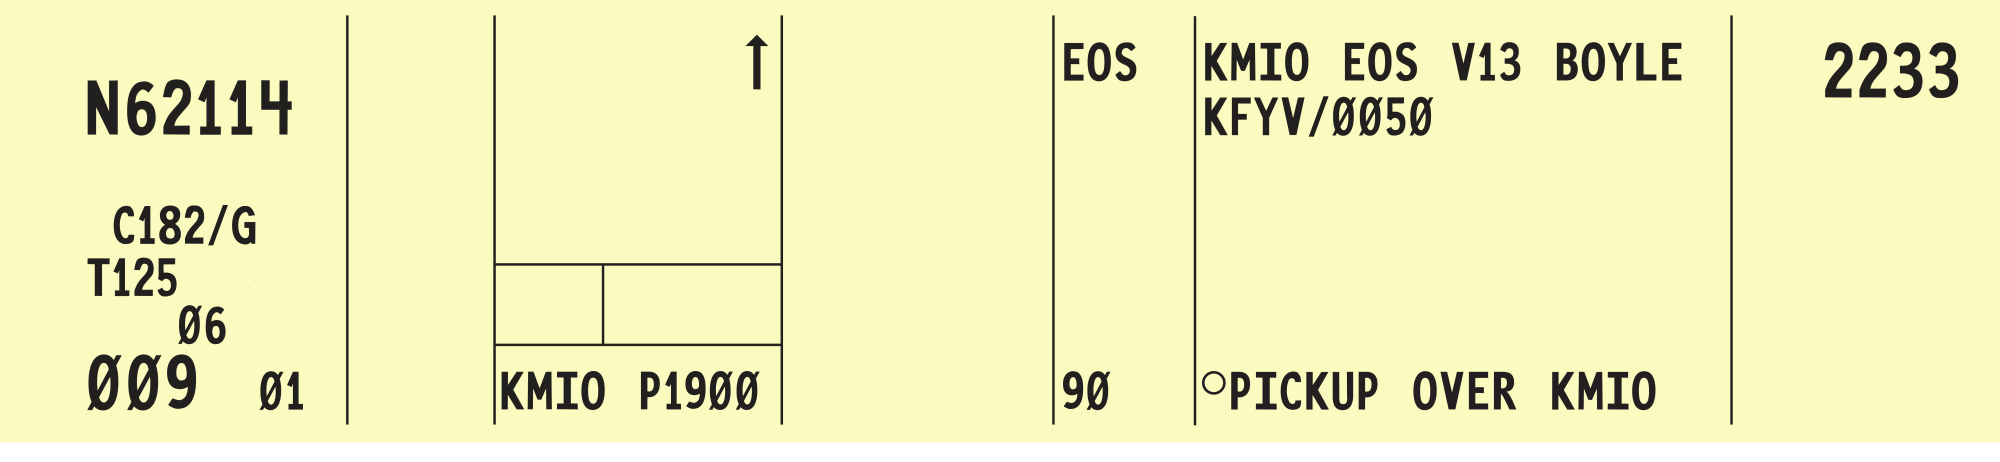 N62114
C182/G
T125
Ø6
ØØ9 Ø1
↑
KMIO P19ØØ
EOS
9Ø
KMIO EOS V13 BOYLE
KFYV/ØØ5Ø
○PICKUP OVER KMIO
2233